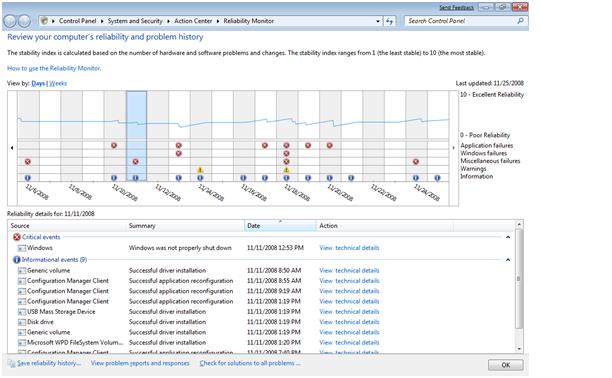 Send Feedback
Control Panel ▸ System and Security ▸ Action Center ▸ Reliability Monitor
Search Control Panel
Review your computer's reliability and problem history
The stability index is calculated based on the number of hardware and software problems and changes. The stability index ranges from 1 (the least stable) to 10 (the most stable).
How to use the Reliability Monitor.
View by: Days | Weeks
Last updated: 11/25/2008
10 - Excellent Reliability
0 - Poor Reliability
Application failures
Windows failures
Miscellaneous failures
Warnings
Information
11/6/2008 11/8/2008 11/10/2008 11/12/2008 11/14/2008 11/16/2008 11/18/2008 11/20/2008 11/22/2008 11/24/2008
Reliability details for: 11/11/2008
Source Summary Date Action
Critical events
Windows Windows was not properly shut down 11/11/2008 12:53 PM View technical details
Informational events (9)
Generic volume Successful driver installation 11/11/2008 8:50 AM View technical details
Configuration Manager Client Successful application reconfiguration 11/11/2008 8:55 AM View technical details
Configuration Manager Client Successful application reconfiguration 11/11/2008 9:19 AM View technical details
Configuration Manager Client Successful application reconfiguration 11/11/2008 1:19 PM View technical details
USB Mass Storage Device Successful driver installation 11/11/2008 1:19 PM View technical details
Disk drive Successful driver installation 11/11/2008 1:19 PM View technical details
Generic volume Successful driver installation 11/11/2008 1:19 PM View technical details
Microsoft WPD FileSystem Volum... Successful driver installation 11/11/2008 1:20 PM View technical details
Configuration Manager Client Successful application reconfiguration View technical details
Save reliability history... View problem reports and responses Check for solutions to all problems ...
OK